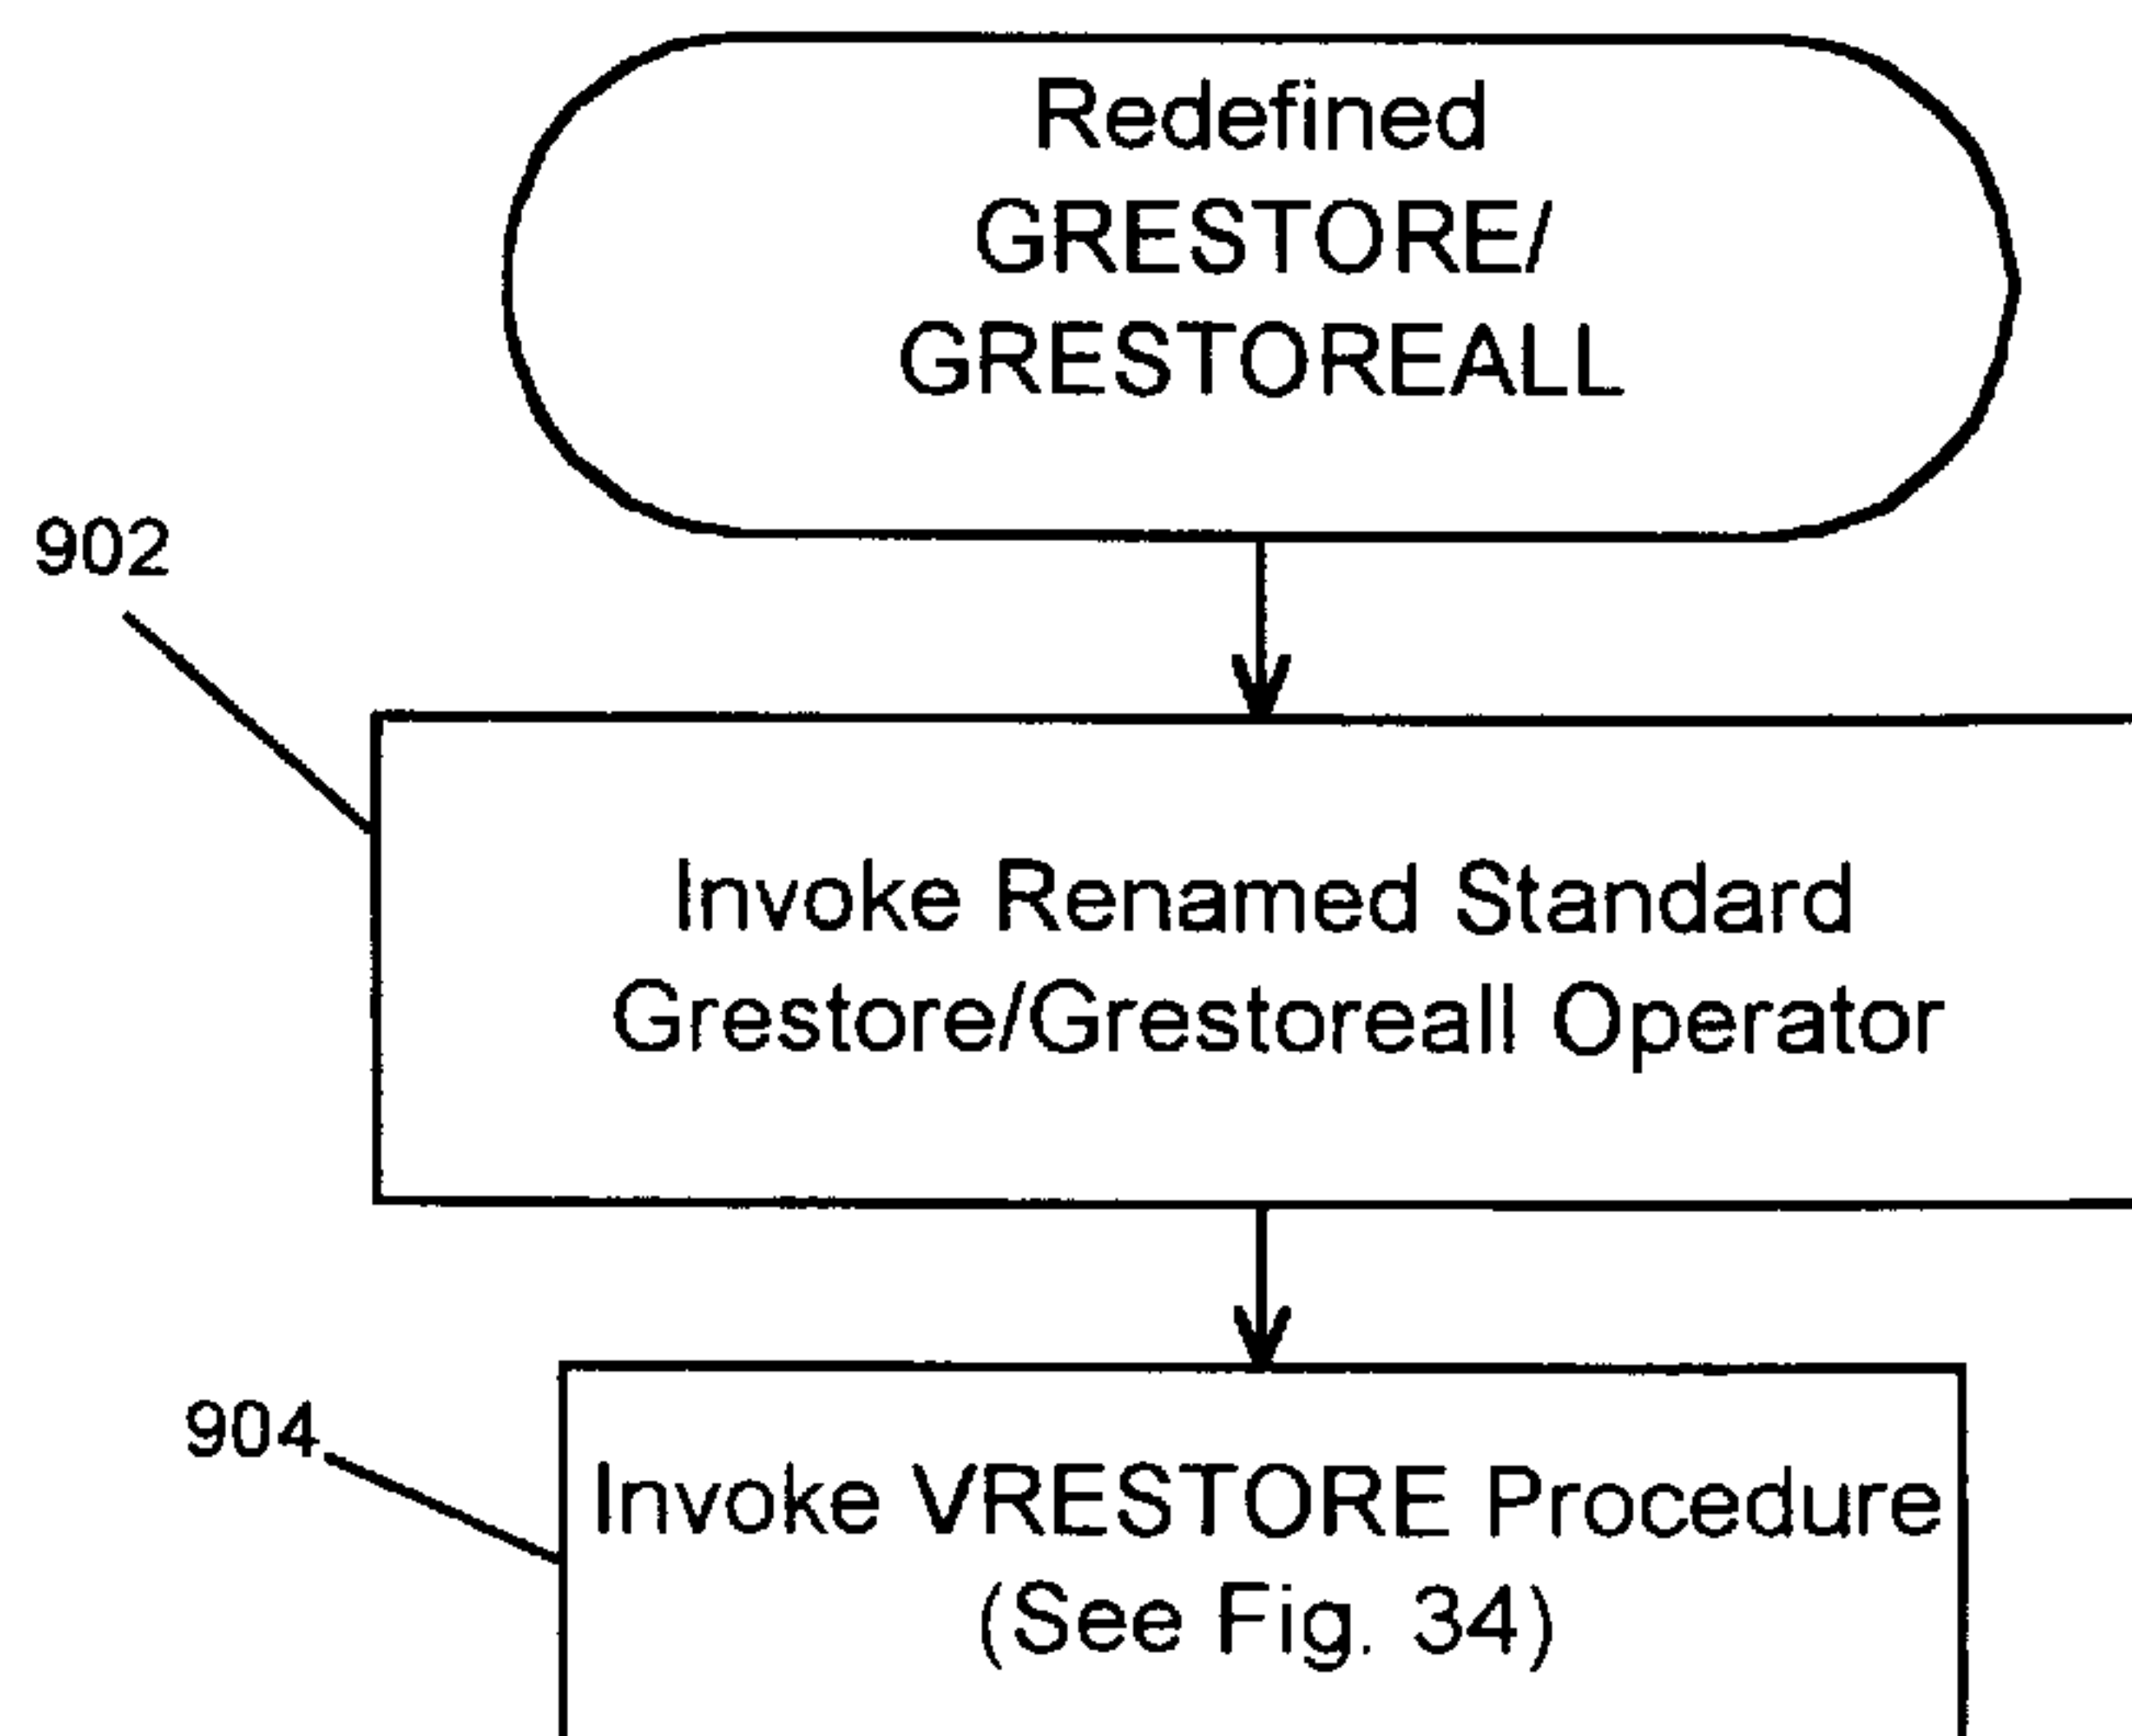 Redefined
GRESTORE/
GRESTOREALL
902
Invoke Renamed Standard
Grestore/Grestoreall Operator
904
Invoke VRESTORE Procedure
(See Fig. 34)